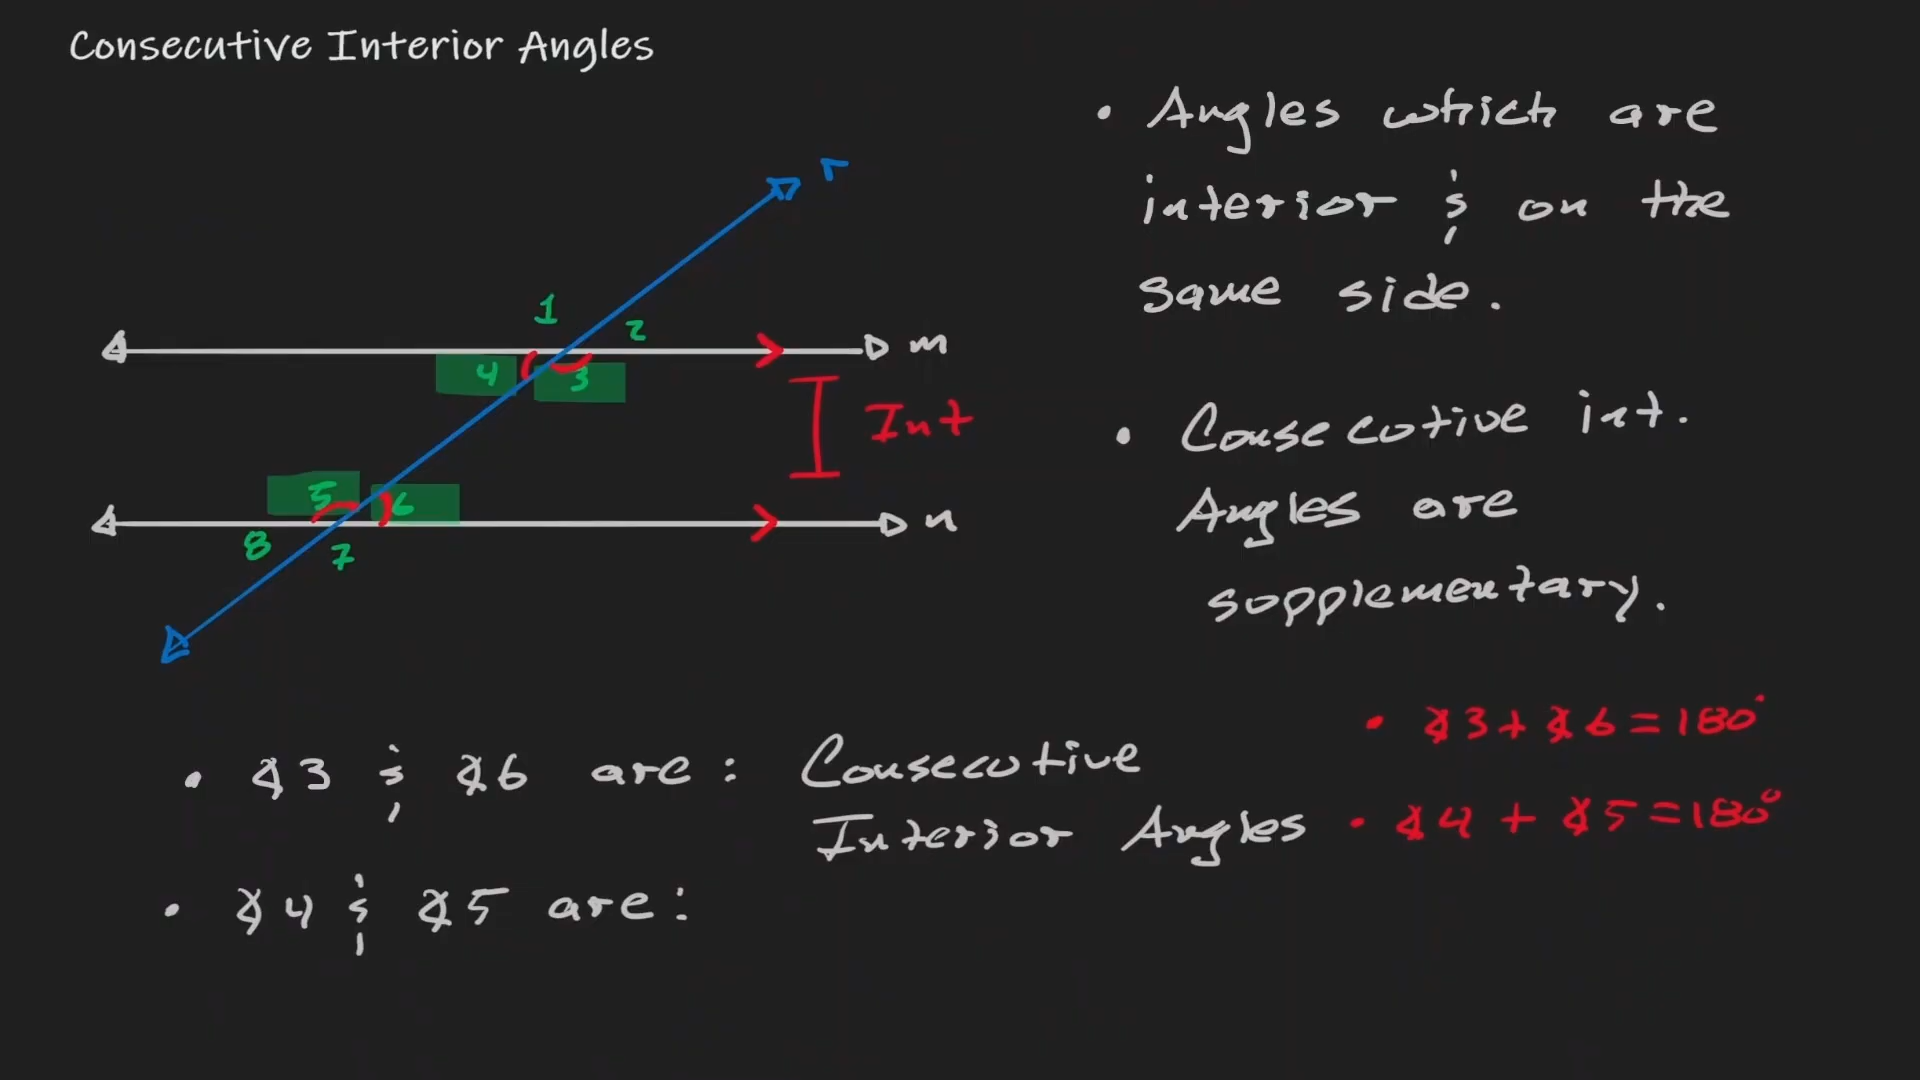 Consecutive Interior Angles
• Angles which are
interior & on the
same side.
r
1
2
m
4
3
Int
• Consecutive int.
Angles are
supplementary.
5
6
n
8
7
• ∡3 + ∡6 = 180°
• ∡3 & ∡6 are: Consecutive
Interior Angles
• ∡4 + ∡5 = 180°
• ∡4 & ∡5 are: